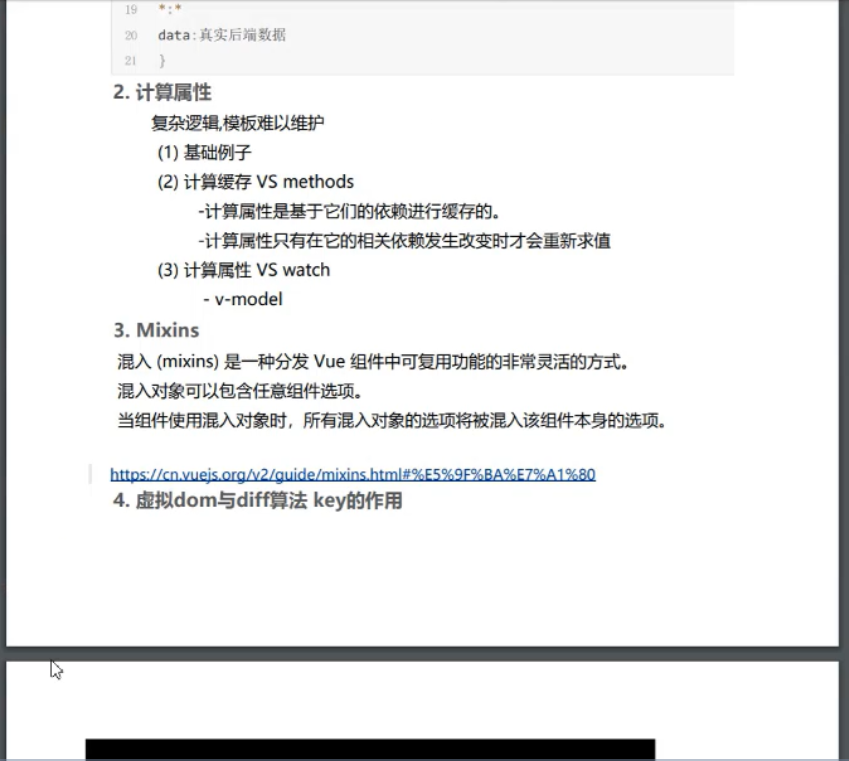 19 *:*
20 data:真实后端数据
21 }
2. 计算属性
复杂逻辑,模板难以维护
(1) 基础例子
(2) 计算缓存 VS methods
-计算属性是基于它们的依赖进行缓存的。
-计算属性只有在它的相关依赖发生改变时才会重新求值
(3) 计算属性 VS watch
- v-model
3. Mixins
混入 (mixins) 是一种分发 Vue 组件中可复用功能的非常灵活的方式。
混入对象可以包含任意组件选项。
当组件使用混入对象时，所有混入对象的选项将被混入该组件本身的选项。
https://cn.vuejs.org/v2/guide/mixins.html#%E5%9F%BA%E7%A1%80
4. 虚拟dom与diff算法 key的作用